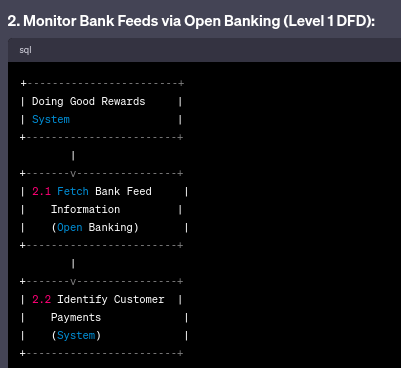 2. Monitor Bank Feeds via Open Banking (Level 1 DFD):
sql
+------------------------+
| Doing Good Rewards     |
| System                 |
+------------------------+
        |
+-------v----------------+
| 2.1 Fetch Bank Feed     |
|    Information         |
|    (Open Banking)       |
+------------------------+
        |
+-------v----------------+
| 2.2 Identify Customer  |
|    Payments             |
|    (System)             |
+------------------------+